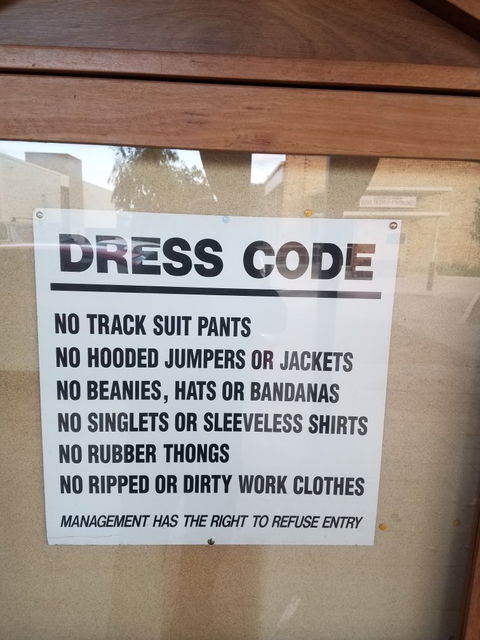 DRESS CODE
NO TRACK SUIT PANTS
NO HOODED JUMPERS OR JACKETS
NO BEANIES, HATS OR BANDANAS
NO SINGLETS OR SLEEVELESS SHIRTS
NO RUBBER THONGS
NO RIPPED OR DIRTY WORK CLOTHES
MANAGEMENT HAS THE RIGHT TO REFUSE ENTRY